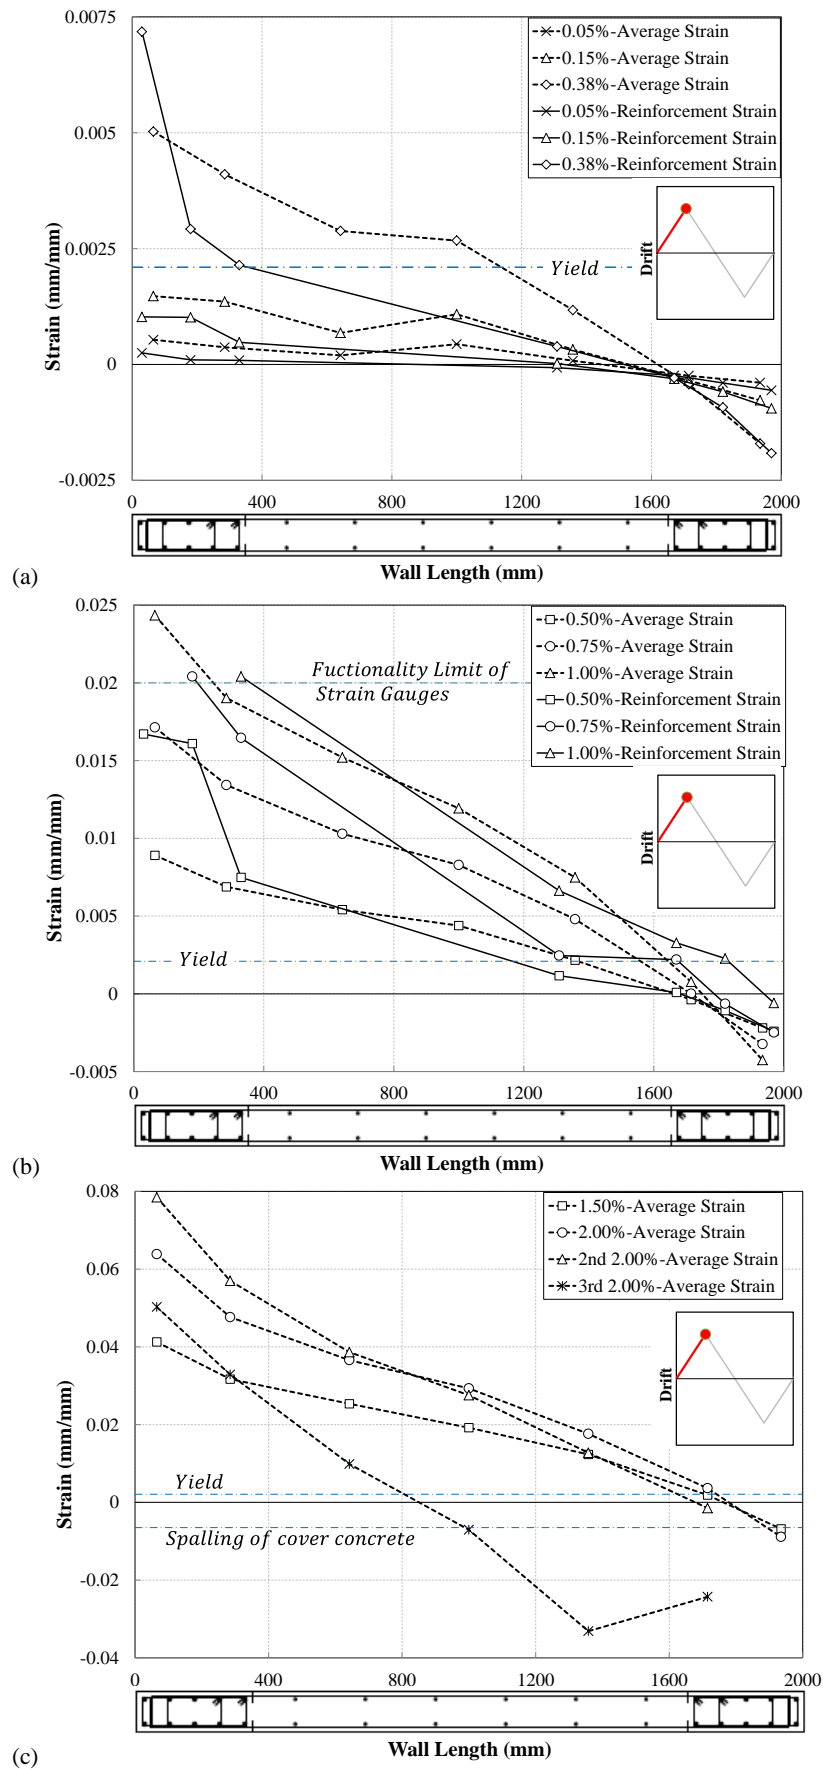 0.0075
0.005
0.0025
0
-0.0025
Strain (mm/mm)
0.05%-Average Strain
0.15%-Average Strain
0.38%-Average Strain
0.05%-Reinforcement Strain
0.15%-Reinforcement Strain
0.38%-Reinforcement Strain
Drift
Yield
0 400 800 1200 1600 2000
Wall Length (mm)
(a)
0.025
0.02
0.015
0.01
0.005
0
-0.005
Strain (mm/mm)
0.50%-Average Strain
0.75%-Average Strain
1.00%-Average Strain
0.50%-Reinforcement Strain
0.75%-Reinforcement Strain
1.00%-Reinforcement Strain
Fuctionality Limit of
Strain Gauges
Drift
Yield
0 400 800 1200 1600 2000
Wall Length (mm)
(b)
0.08
0.06
0.04
0.02
0
-0.02
-0.04
Strain (mm/mm)
1.50%-Average Strain
2.00%-Average Strain
2nd 2.00%-Average Strain
3rd 2.00%-Average Strain
Drift
Yield
Spalling of cover concrete
0 400 800 1200 1600 2000
Wall Length (mm)
(c)